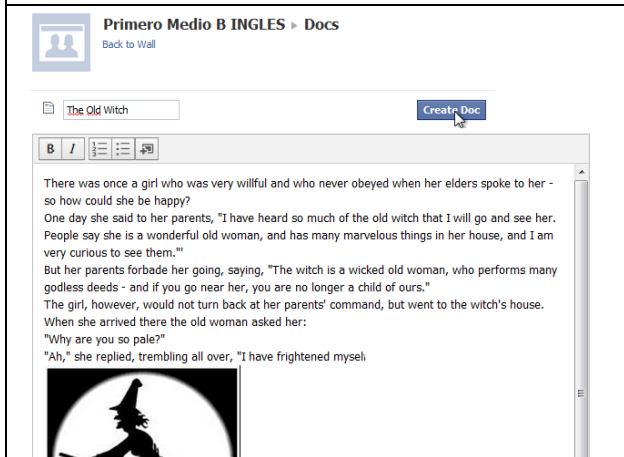 Primero Medio B INGLES ▸ Docs
Back to Wall
The Old Witch
Create Doc
B I
There was once a girl who was very willful and who never obeyed when her elders spoke to her -
so how could she be happy?
One day she said to her parents, "I have heard so much of the old witch that I will go and see her.
People say she is a wonderful old woman, and has many marvelous things in her house, and I am
very curious to see them."'
But her parents forbade her going, saying, "The witch is a wicked old woman, who performs many
godless deeds - and if you go near her, you are no longer a child of ours."
The girl, however, would not turn back at her parents' command, but went to the witch's house.
When she arrived there the old woman asked her:
"Why are you so pale?"
"Ah," she replied, trembling all over, "I have frightened